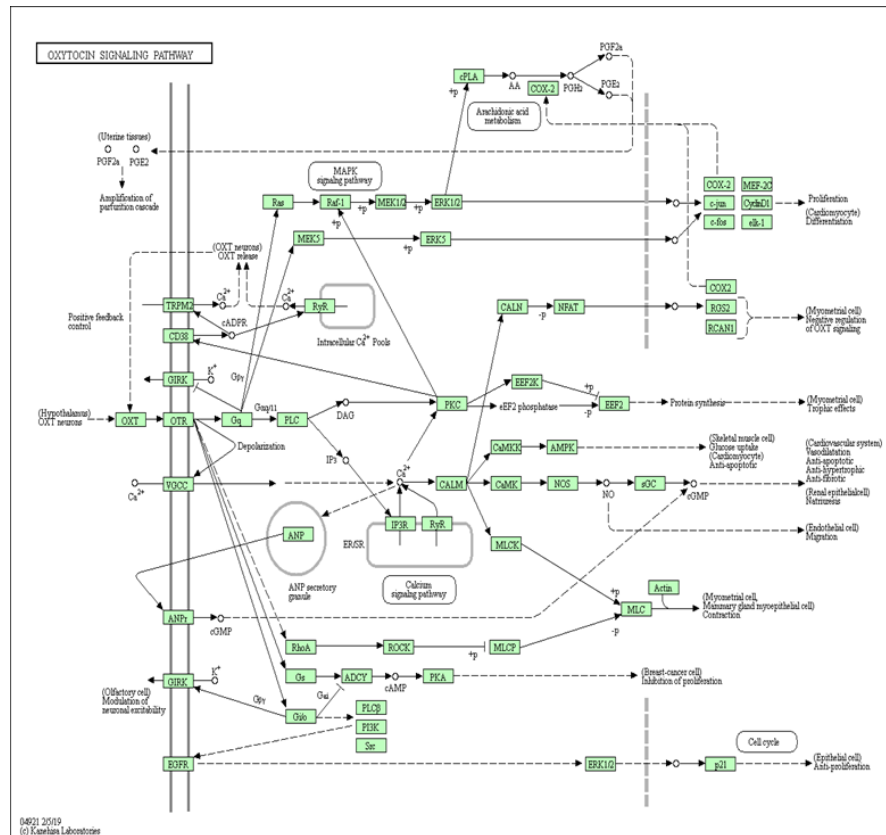 OXYTOCIN SIGNALING PATHWAY
PGF2a
cPLA
AA
PGH2
COX-2
PGE2
+p
Arachidonic acid
metabolism
(Uterine tissues)
PGF2a PGE2
Amplification of
parturition cascade
MAPK
signaling pathway
Ras
Raf-1
+p
MEK1/2
+p
ERK1/2
+p
MEK5
+p
ERK5
COX-2
MEF-2C
c-jun
CyclinD1
c-fos
elk-1
Proliferation
(Cardiomyocyte)
Differentiation
(OXT neurons)
OXT release
TRPM2
Ca2+
Ca2+
RyR
cADPR
Intracellular Ca2+ Pools
Positive feedback
control
CD38
CALN
-p
NFAT
COX2
RGS2
RCAN1
(Myometrial cell)
Negative regulation
of OXT signaling
GIRK
K+
Gβγ
EEF2K
+p
(Hypothalamus)
OXT neurons
OXT
OTR
Gq
Gαq/11
PLC
DAG
PKC
eEF2 phosphatase
-p
EEF2
Protein synthesis
(Myometrial cell)
Trophic effects
Depolarization
IP3
CaMKK
AMPK
(Skeletal muscle cell)
Glucose uptake
(Cardiomyocyte)
Anti-apoptotic
(Cardiovascular system)
Vasodilatation
Anti-apoptotic
Anti-hypertrophic
Anti-fibrotic
(Renal epithelialcell)
Natriuresis
Ca2+
VGCC
Ca2+
CALM
CaMK
NOS
NO
sGC
cGMP
(Endothelial cell)
Migration
ANP
ANP secretory
granule
IP3R
RyR
ER/SR
Calcium
signaling pathway
MLCK
+p
MLC
-p
Actin
(Myometrial cell,
Mammary gland myoepithelial cell)
Contraction
ANPr
cGMP
RhoA
ROCK
+p
MLCP
GIRK
K+
Gs
ADCY
cAMP
PKA
(Breast-cancer cell)
Inhibition of proliferation
(Olfactory cell)
Modulation of
neuronal excitability
Gβγ
Gαi
Gi/o
PLCβ
PI3K
Src
EGFR
ERK1/2
p21
Cell cycle
(Epithelial cell)
Anti-proliferation
04921 2/5/19
(c) Kanehisa Laboratories